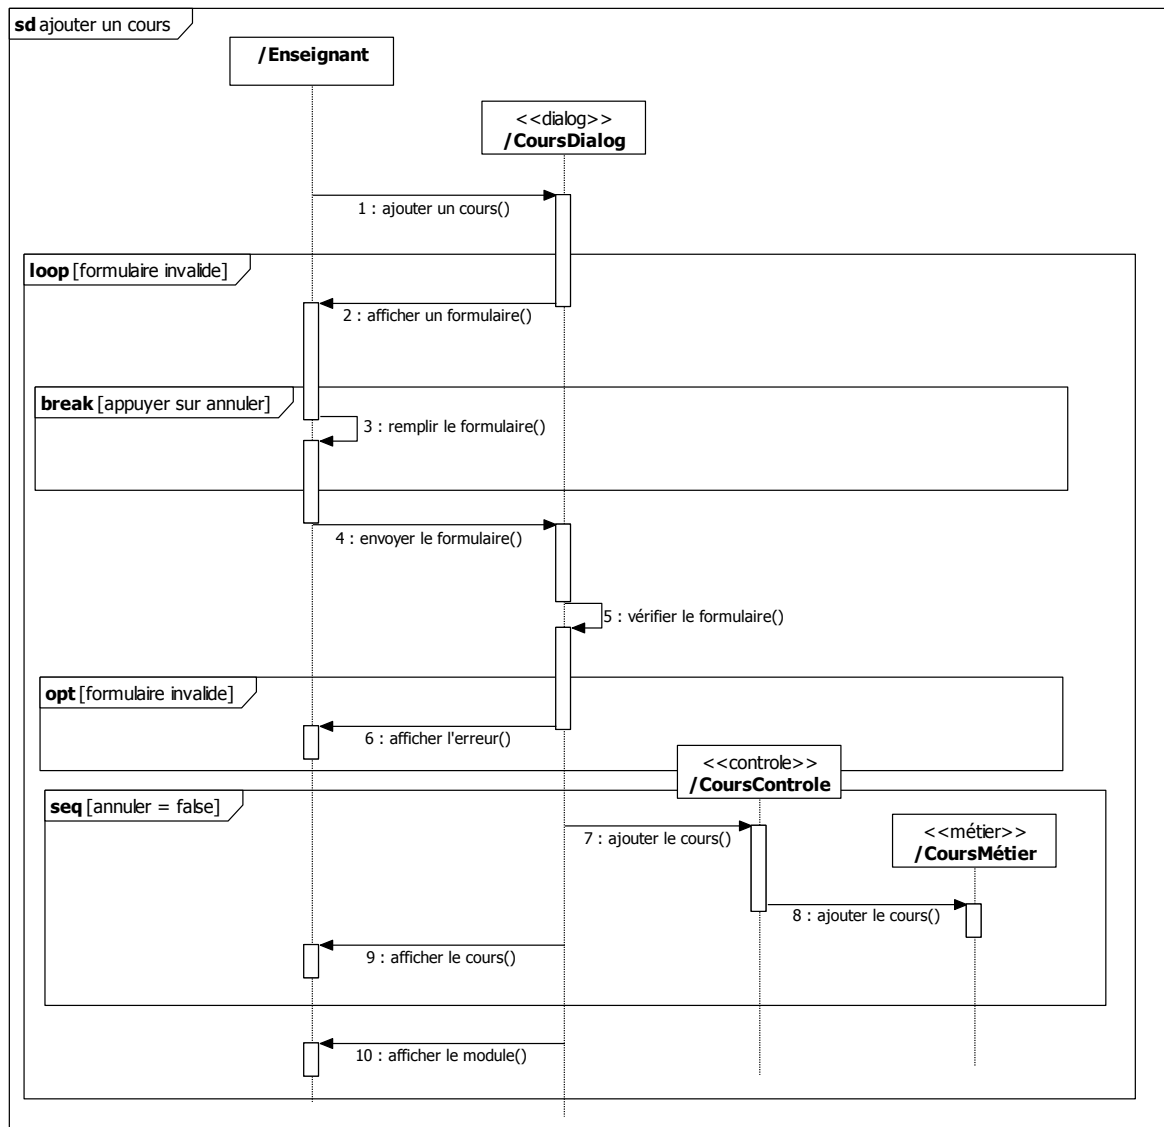 sd ajouter un cours
/Enseignant
<<dialog>>
/CoursDialog
1 : ajouter un cours()
loop [formulaire invalide]
2 : afficher un formulaire()
break [appuyer sur annuler]
3 : remplir le formulaire()
4 : envoyer le formulaire()
5 : vérifier le formulaire()
opt [formulaire invalide]
6 : afficher l'erreur()
<<controle>>
/CoursControle
seq [annuler = false]
7 : ajouter le cours()
<<métier>>
/CoursMétier
8 : ajouter le cours()
9 : afficher le cours()
10 : afficher le module()